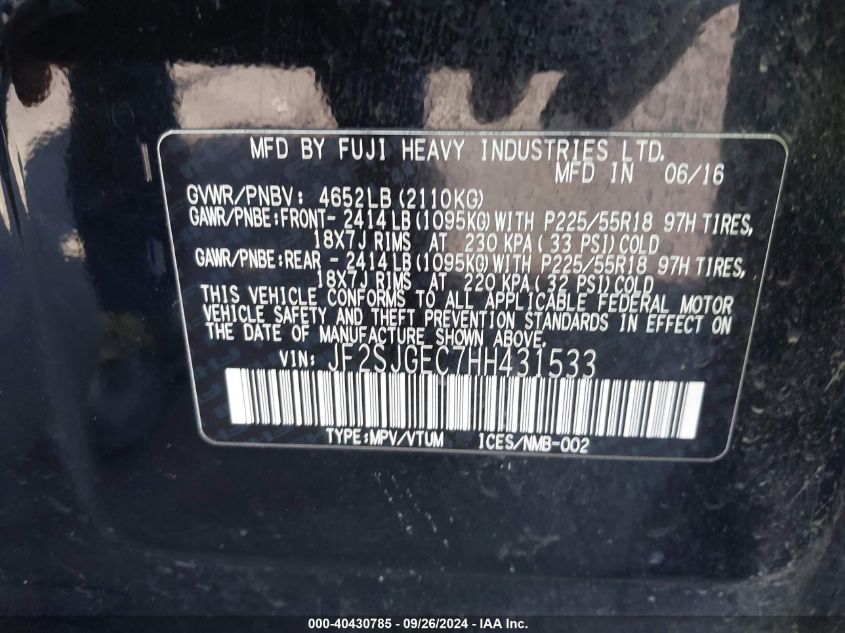 MFD BY FUJI HEAVY INDUSTRIES LTD.
MFD IN 06/16
GVWR/PNBV: 4652LB (2110KG)
GAWR/PNBE:FRONT- 2414LB (1095KG) WITH P225/55R18 97H TIRES,
18X7J RIMS AT 230 KPA ( 33 PSI) COLD
GAWR/PNBE:REAR - 2414LB (1095KG) WITH P225/55R18 97H TIRES,
18X7J RIMS AT 220 KPA ( 32 PSI) COLD
THIS VEHICLE CONFORMS TO ALL APPLICABLE FEDERAL MOTOR
VEHICLE SAFETY AND THEFT PREVENTION STANDARDS IN EFFECT ON
THE DATE OF MANUFACTURE SHOWN ABOVE.
VIN: JF2SJGEC7HH431533
TYPE:MPV/VTUM ICES/NMB-002
000-40430785 - 09/26/2024 - IAA Inc.